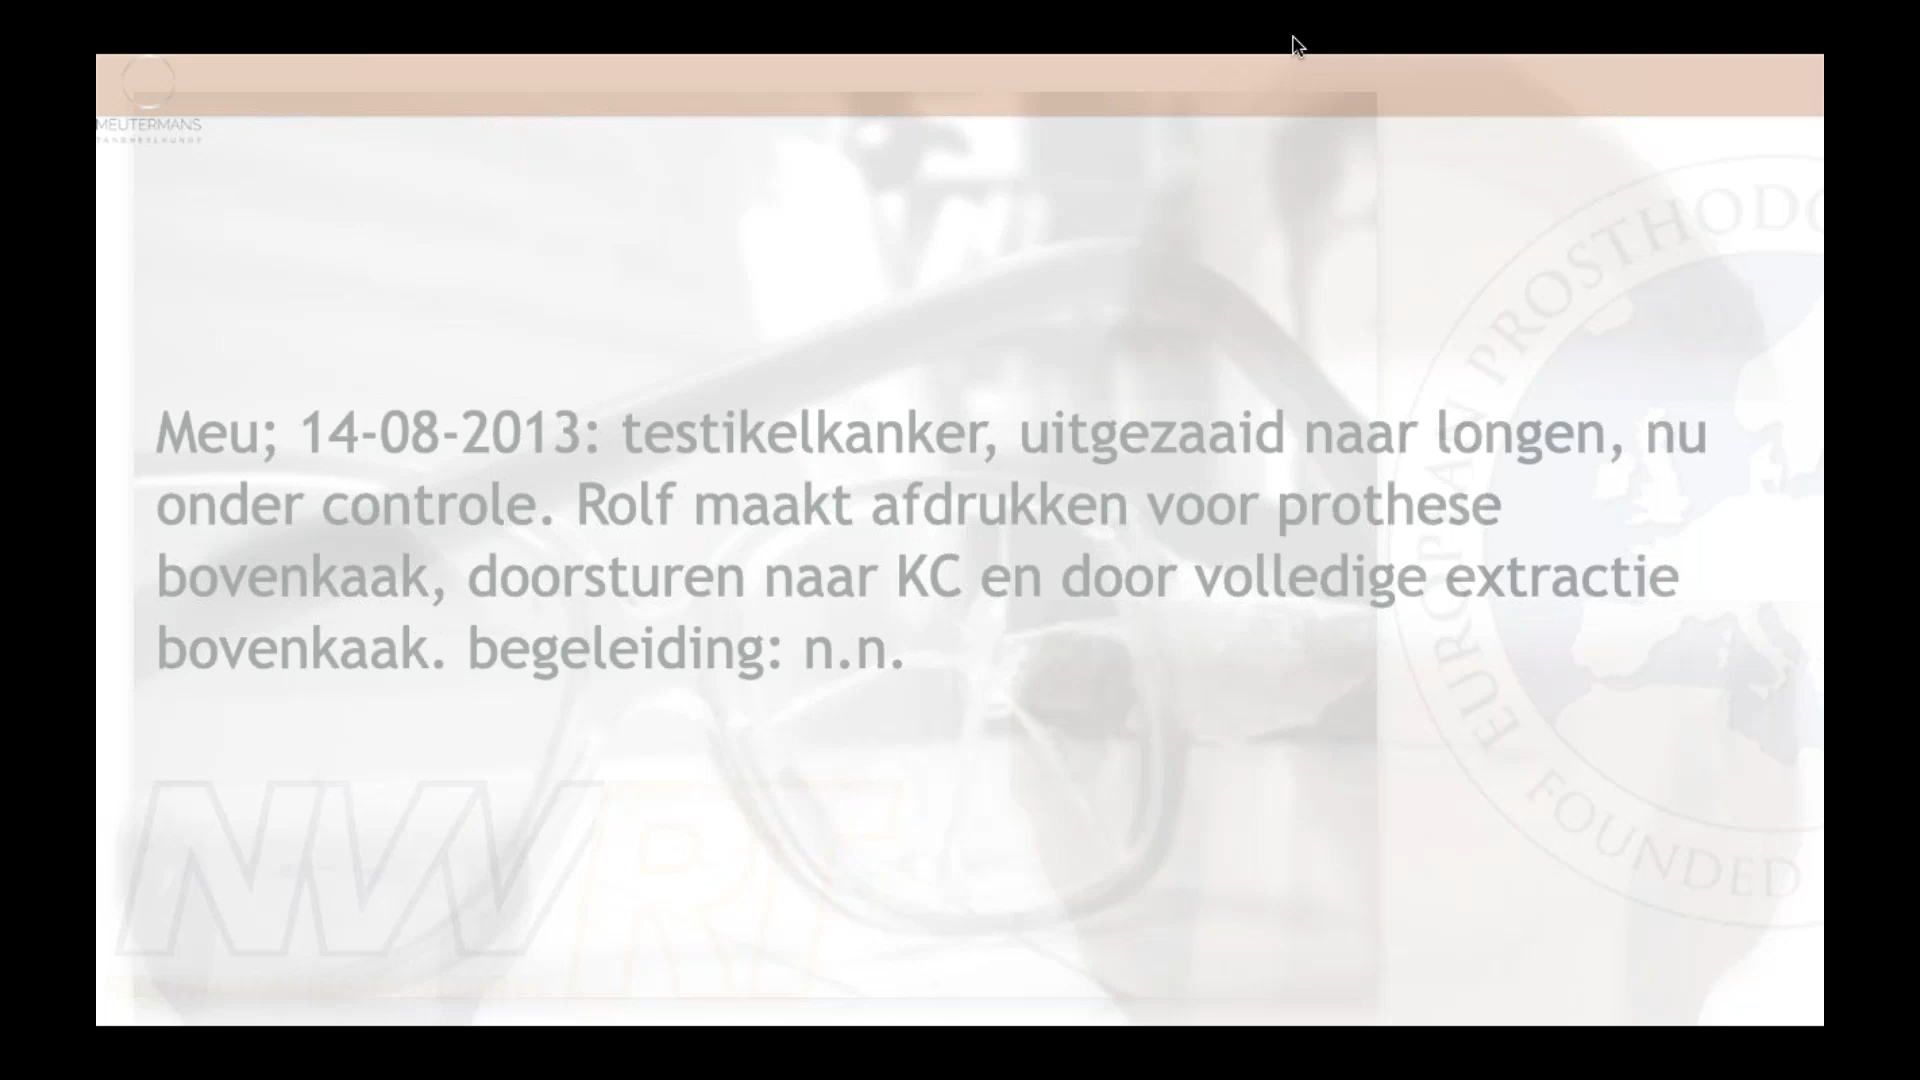 MEUTERMANS
TANDHEELKUNDE
EUROPEAN PROSTHODO
FOUNDED
Meu; 14-08-2013: testikelkanker, uitgezaaid naar longen, nu
onder controle. Rolf maakt afdrukken voor prothese
bovenkaak, doorsturen naar KC en door volledige extractie
bovenkaak. begeleiding: n.n.